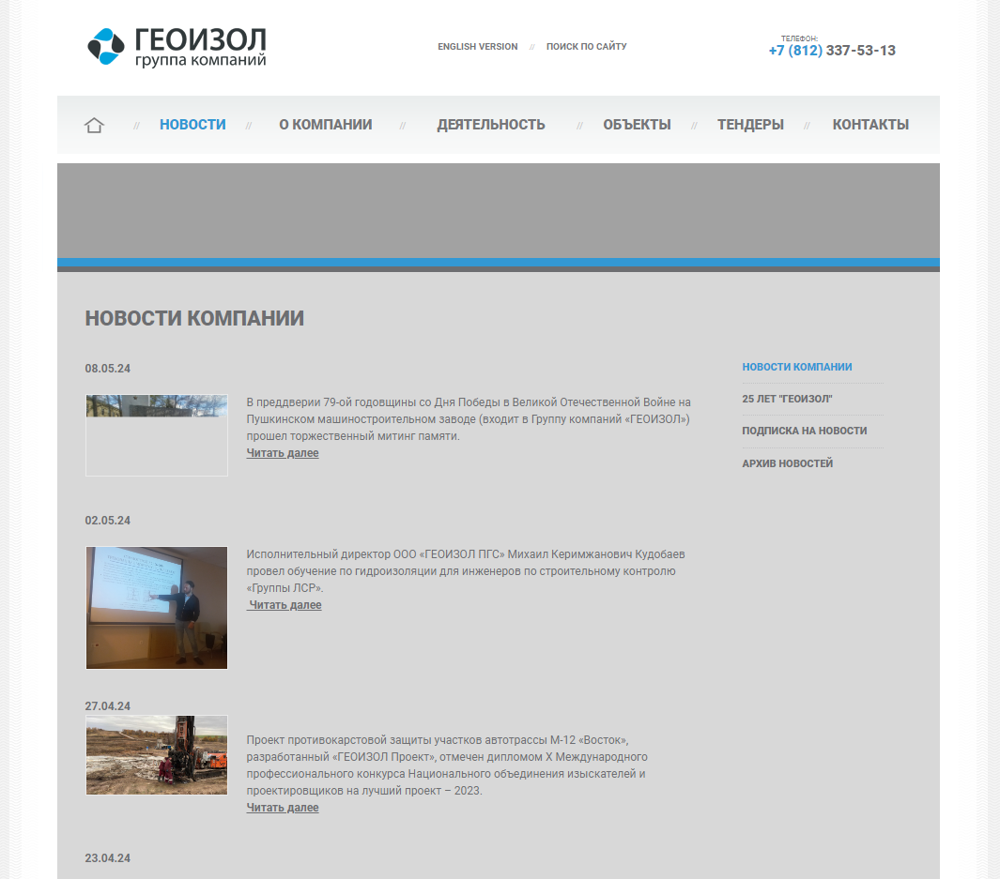 ГЕОИЗОЛ
группа компаний
ENGLISH VERSION // ПОИСК ПО САЙТУ
ТЕЛЕФОН:
+7 (812) 337-53-13
// НОВОСТИ // О КОМПАНИИ // ДЕЯТЕЛЬНОСТЬ // ОБЪЕКТЫ // ТЕНДЕРЫ // КОНТАКТЫ
НОВОСТИ КОМПАНИИ
08.05.24
В преддверии 79-ой годовщины со Дня Победы в Великой Отечественной Войне на
Пушкинском машиностроительном заводе (входит в Группу компаний «ГЕОИЗОЛ»)
прошел торжественный митинг памяти.
Читать далее
02.05.24
Исполнительный директор ООО «ГЕОИЗОЛ ПГС» Михаил Керимжанович Кудобаев
провел обучение по гидроизоляции для инженеров по строительному контролю
«Группы ЛСР».
Читать далее
27.04.24
Проект противокарстовой защиты участков автотрассы М-12 «Восток»,
разработанный «ГЕОИЗОЛ Проект», отмечен дипломом X Международного
профессионального конкурса Национального объединения изыскателей и
проектировщиков на лучший проект – 2023.
Читать далее
23.04.24
НОВОСТИ КОМПАНИИ
25 ЛЕТ "ГЕОИЗОЛ"
ПОДПИСКА НА НОВОСТИ
АРХИВ НОВОСТЕЙ